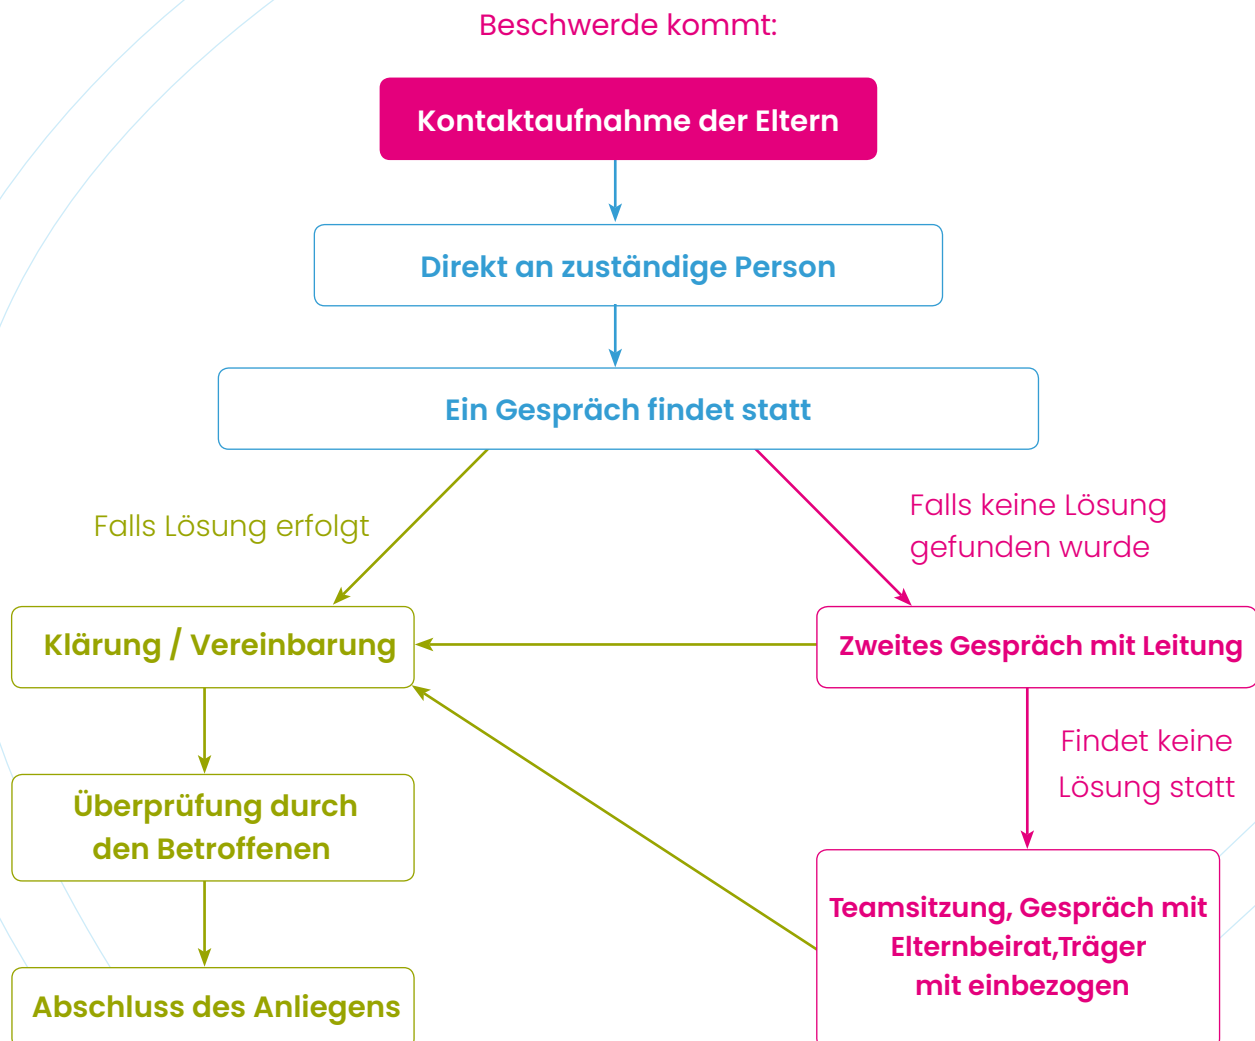 Beschwerde kommt:
Kontaktaufnahme der Eltern
Direkt an zuständige Person
Ein Gespräch findet statt
Falls Lösung erfolgt
Falls keine Lösung
gefunden wurde
Klärung / Vereinbarung
Zweites Gespräch mit Leitung
Findet keine
Lösung statt
Überprüfung durch
den Betroffenen
Teamsitzung, Gespräch mit
Elternbeirat,Träger
mit einbezogen
Abschluss des Anliegens